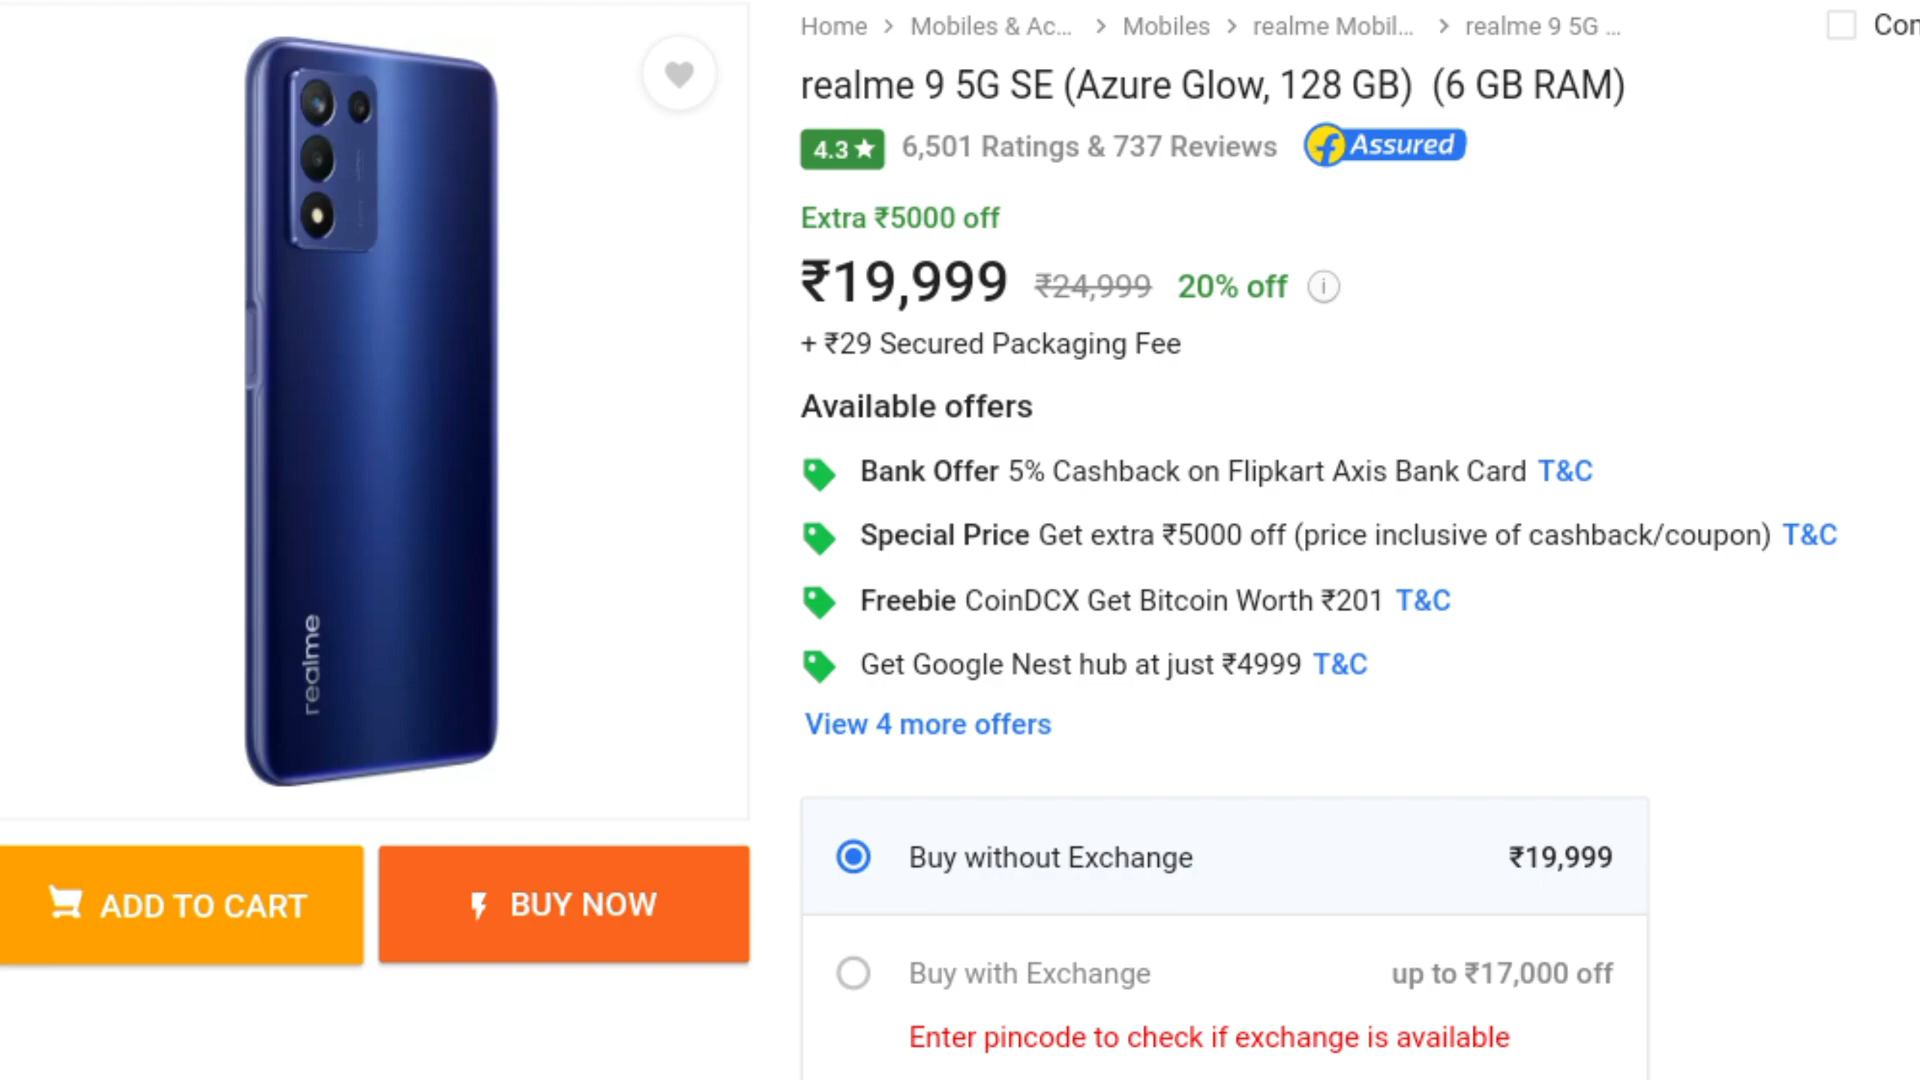 Home > Mobiles & Ac... > Mobiles > realme Mobil... > realme 9 5G ...
Con
realme 9 5G SE (Azure Glow, 128 GB) (6 GB RAM)
4.3★ 6,501 Ratings & 737 Reviews f Assured
Extra ₹5000 off
₹19,999 ₹24,999 20% off i
+ ₹29 Secured Packaging Fee
Available offers
Bank Offer 5% Cashback on Flipkart Axis Bank Card T&C
Special Price Get extra ₹5000 off (price inclusive of cashback/coupon) T&C
Freebie CoinDCX Get Bitcoin Worth ₹201 T&C
Get Google Nest hub at just ₹4999 T&C
View 4 more offers
Buy without Exchange ₹19,999
Buy with Exchange up to ₹17,000 off
Enter pincode to check if exchange is available
realme
ADD TO CART
BUY NOW